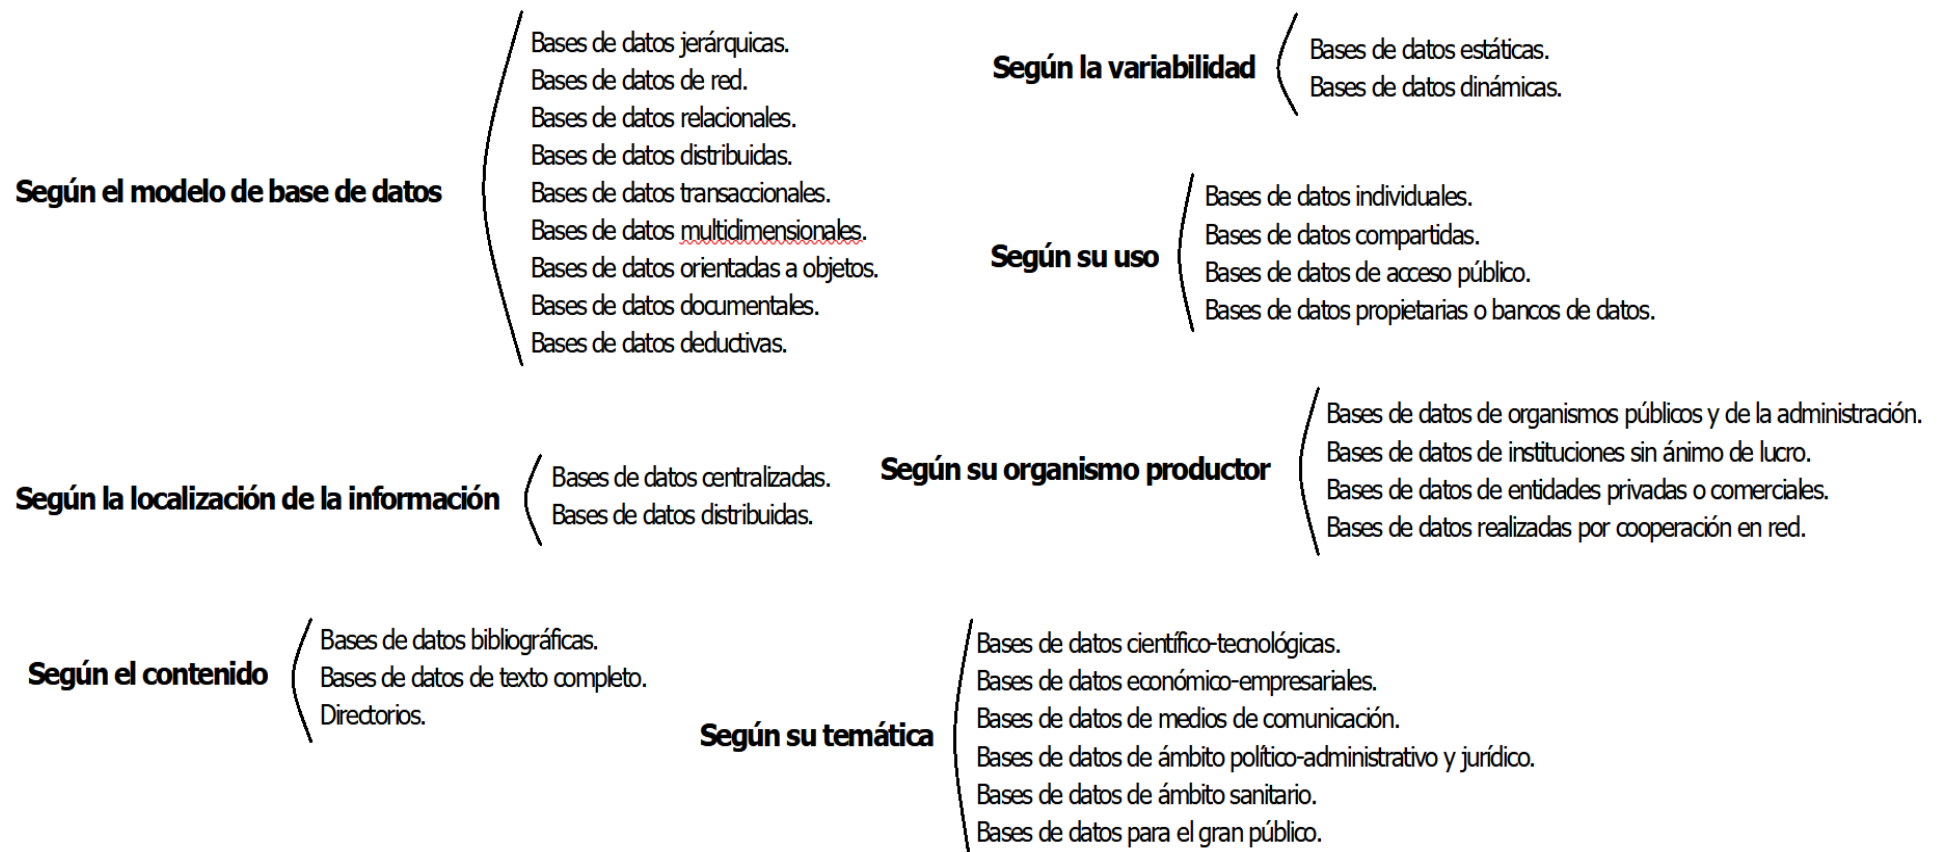 Según el modelo de base de datos
Bases de datos jerárquicas.
Bases de datos de red.
Bases de datos relacionales.
Bases de datos distribuidas.
Bases de datos transaccionales.
Bases de datos multidimensionales.
Bases de datos orientadas a objetos.
Bases de datos documentales.
Bases de datos deductivas.
Según la variabilidad
Bases de datos estáticas.
Bases de datos dinámicas.
Según su uso
Bases de datos individuales.
Bases de datos compartidas.
Bases de datos de acceso público.
Bases de datos propietarias o bancos de datos.
Según la localización de la información
Bases de datos centralizadas.
Bases de datos distribuidas.
Según su organismo productor
Bases de datos de organismos públicos y de la administración.
Bases de datos de instituciones sin ánimo de lucro.
Bases de datos de entidades privadas o comerciales.
Bases de datos realizadas por cooperación en red.
Según el contenido
Bases de datos bibliográficas.
Bases de datos de texto completo.
Directorios.
Según su temática
Bases de datos científico-tecnológicas.
Bases de datos económico-empresariales.
Bases de datos de medios de comunicación.
Bases de datos de ámbito político-administrativo y jurídico.
Bases de datos de ámbito sanitario.
Bases de datos para el gran público.